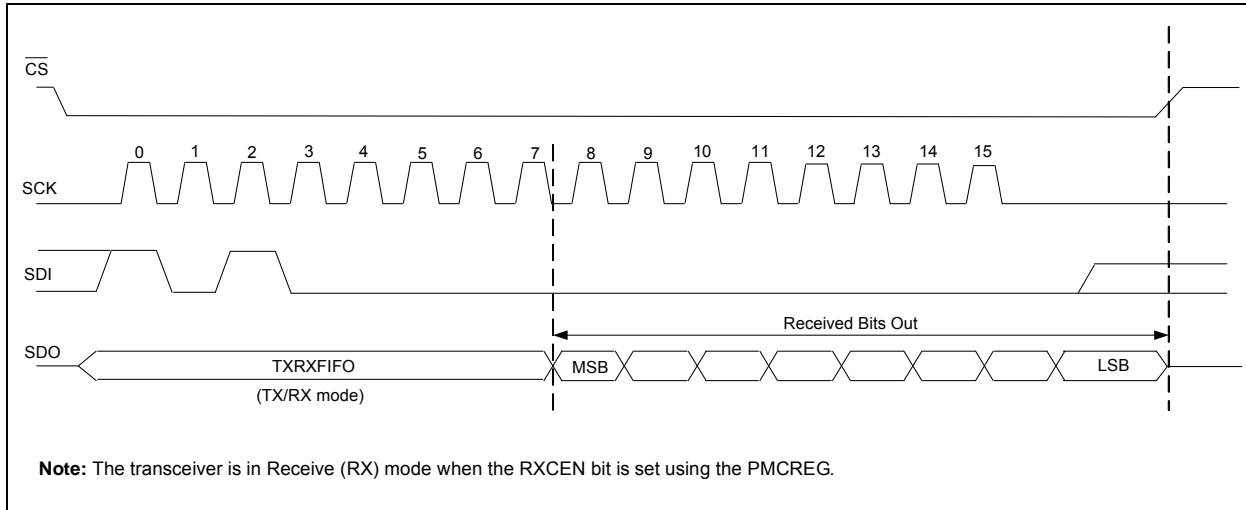 CS
0 1 2 3 4 5 6 7 8 9 10 11 12 13 14 15
SCK
SDI
Received Bits Out
SDO
TXRXFIFO MSB LSB
(TX/RX mode)
Note: The transceiver is in Receive (RX) mode when the RXCEN bit is set using the PMCREG.